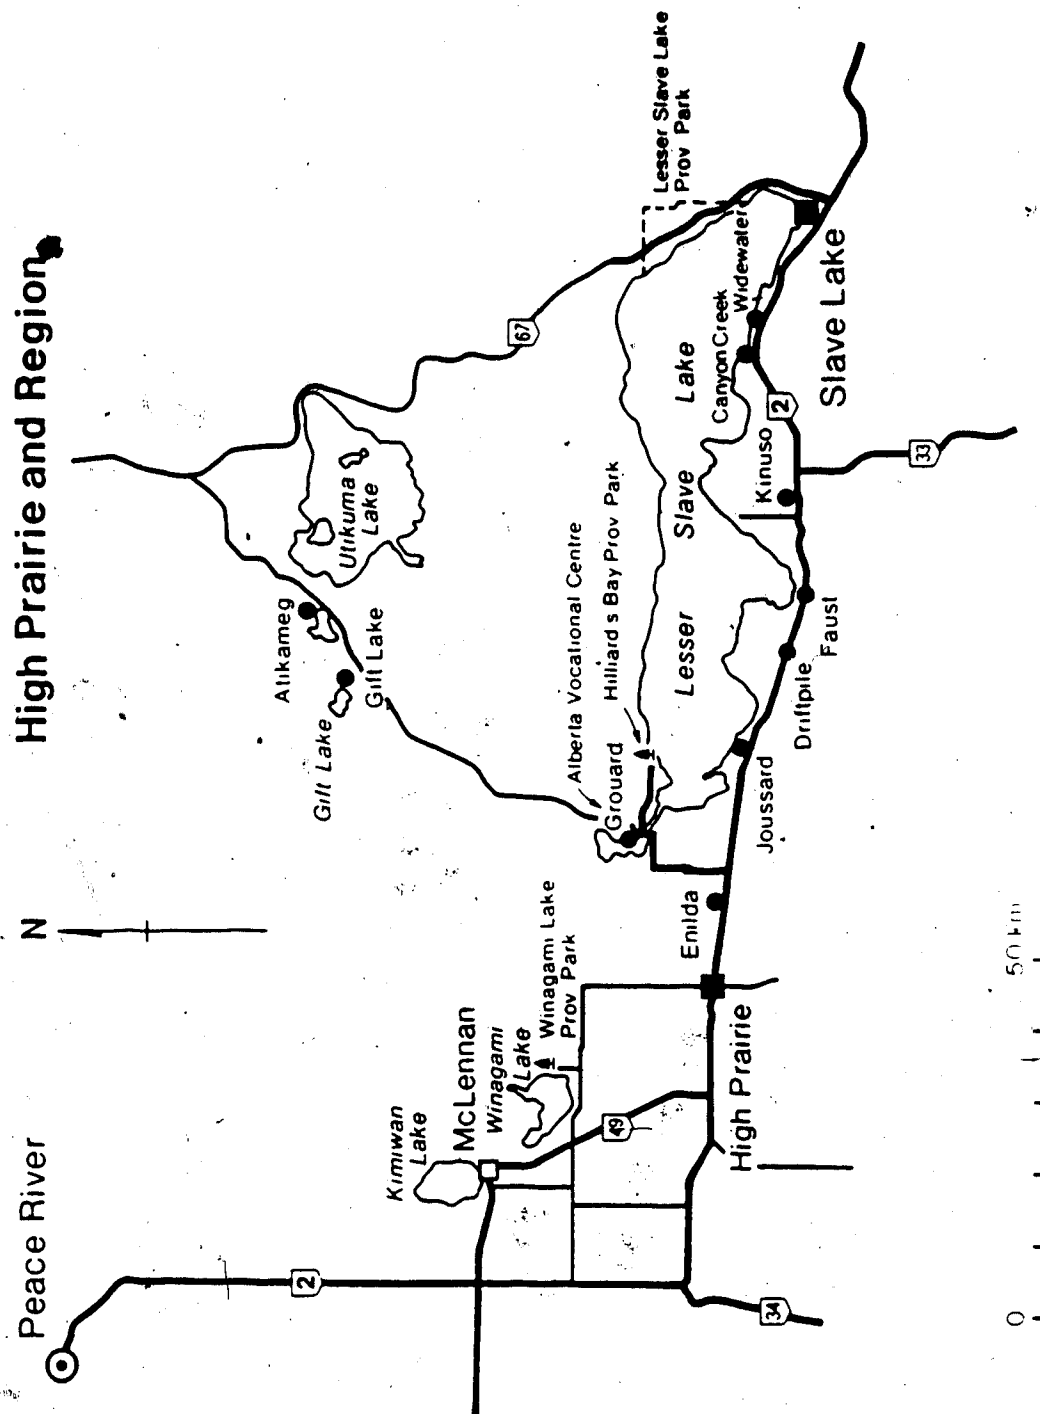 High Prairie and Region
Peace River
N
2
Kimiwan
Lake
McLennan
Winagami
Lake
Winagami Lake
Prov Park
49
34
High Prairie
Enilda
Grouard
Alberta Vocational Centre
Hilliard s Bay Prov Park
Gift Lake
Gift Lake
Atikameg
Utikuma
Lake
67
Lesser Slave Lake
Prov Park
Lesser
Slave
Lake
Joussard
Driftpile
Faust
Kinuso
33
2
Canyon Creek
Widewater
Slave Lake
0
50 km